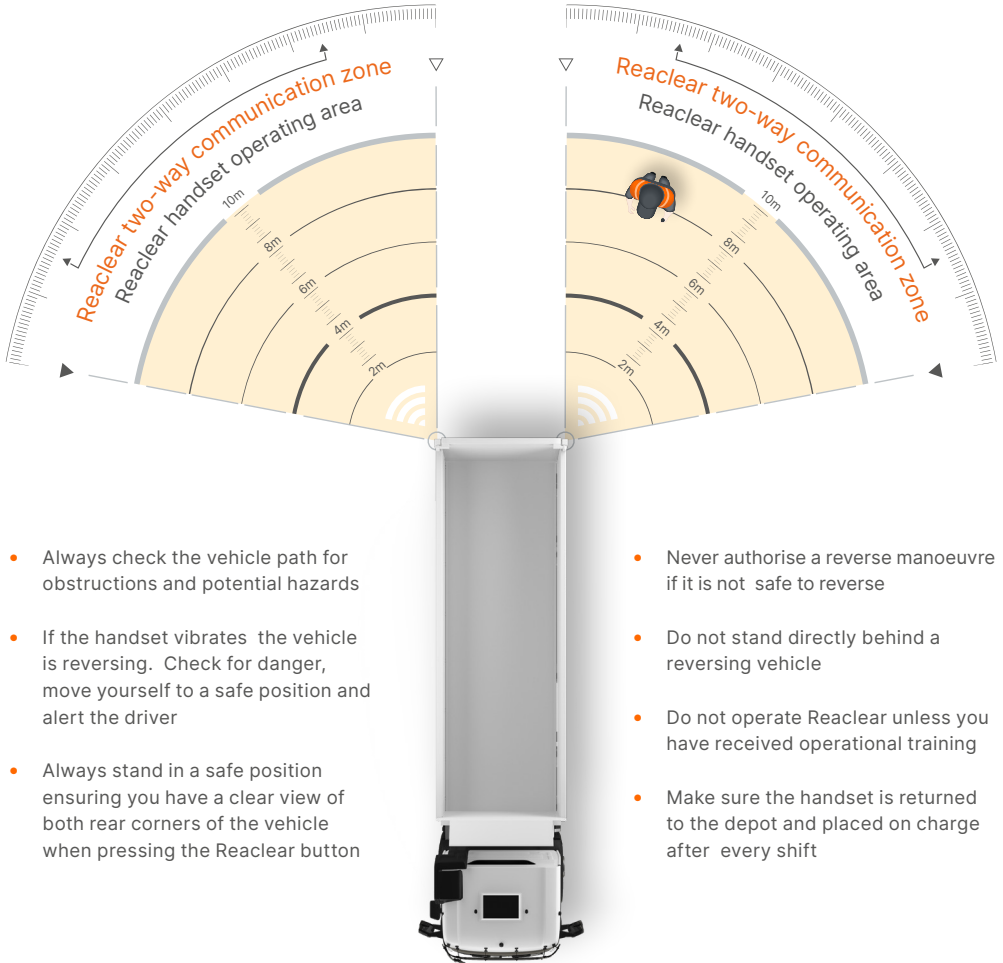 Reaclear two-way communication zone
Reaclear handset operating area
10m
8m
6m
4m
2m
Reaclear two-way communication zone
Reaclear handset operating area
10m
8m
6m
4m
2m
Always check the vehicle path for
obstructions and potential hazards
If the handset vibrates the vehicle
is reversing. Check for danger,
move yourself to a safe position and
alert the driver
Always stand in a safe position
ensuring you have a clear view of
both rear corners of the vehicle
when pressing the Reaclear button
Never authorise a reverse manoeuvre
if it is not safe to reverse
Do not stand directly behind a
reversing vehicle
Do not operate Reaclear unless you
have received operational training
Make sure the handset is returned
to the depot and placed on charge
after every shift